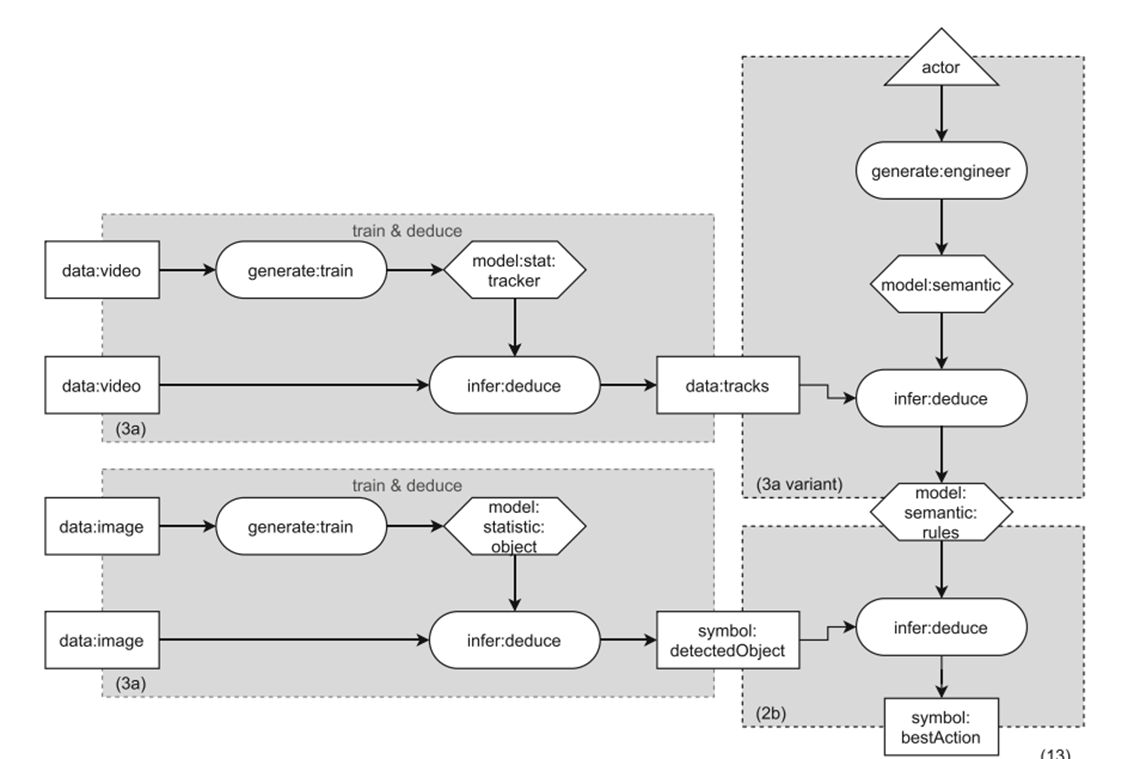 actor
generate:engineer
train & deduce
data:video
generate:train
model:stat:
tracker
model:semantic
data:video
infer:deduce
data:tracks
infer:deduce
(3a)
train & deduce
(3a variant)
model:
semantic:
rules
data:image
generate:train
model:
statistic:
object
data:image
infer:deduce
symbol:
detectedObject
infer:deduce
(3a)
(2b)
symbol:
bestAction
(13)